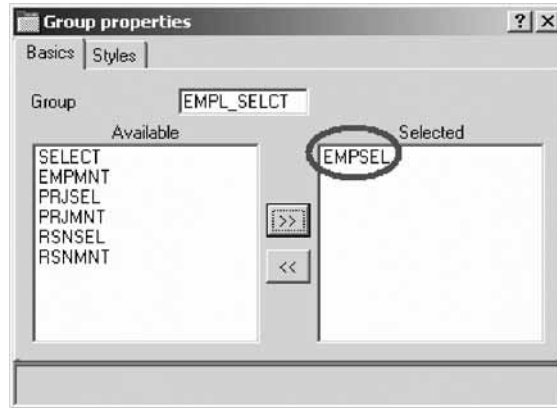 Group properties
Basics Styles
Group EMPL_SELCT
Available
SELECT
EMPMNT
PRJSEL
PRJMNT
RSNSEL
RSNMNT
>>
<<
Selected
EMPSEL